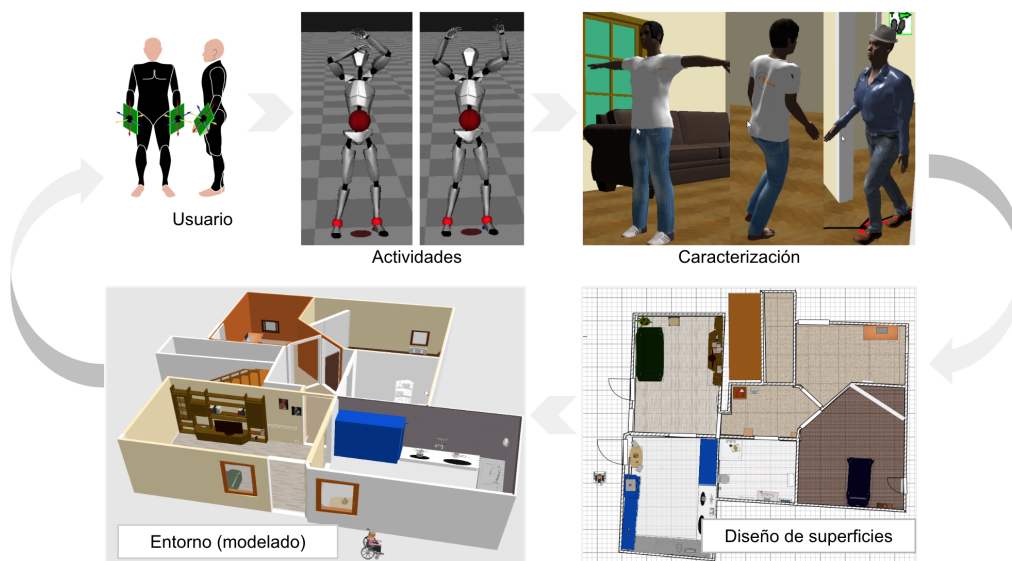 Usuario
Actividades
Caracterización
Entorno (modelado)
Diseño de superficies